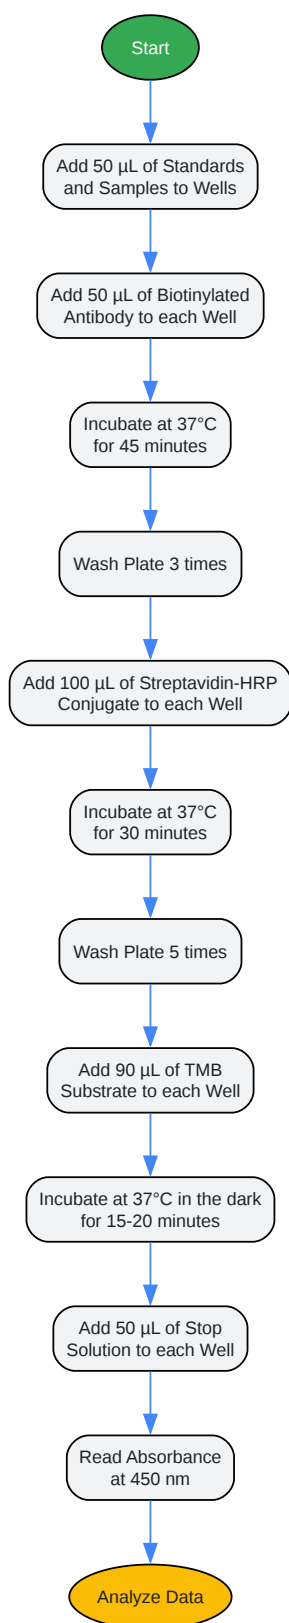 Start
Add 50 µL of Standards
and Samples to Wells
Add 50 µL of Biotinylated
Antibody to each Well
Incubate at 37°C
for 45 minutes
Wash Plate 3 times
Add 100 µL of Streptavidin-HRP
Conjugate to each Well
Incubate at 37°C
for 30 minutes
Wash Plate 5 times
Add 90 µL of TMB
Substrate to each Well
Incubate at 37°C in the dark
for 15-20 minutes
Add 50 µL of Stop
Solution to each Well
Read Absorbance
at 450 nm
Analyze Data